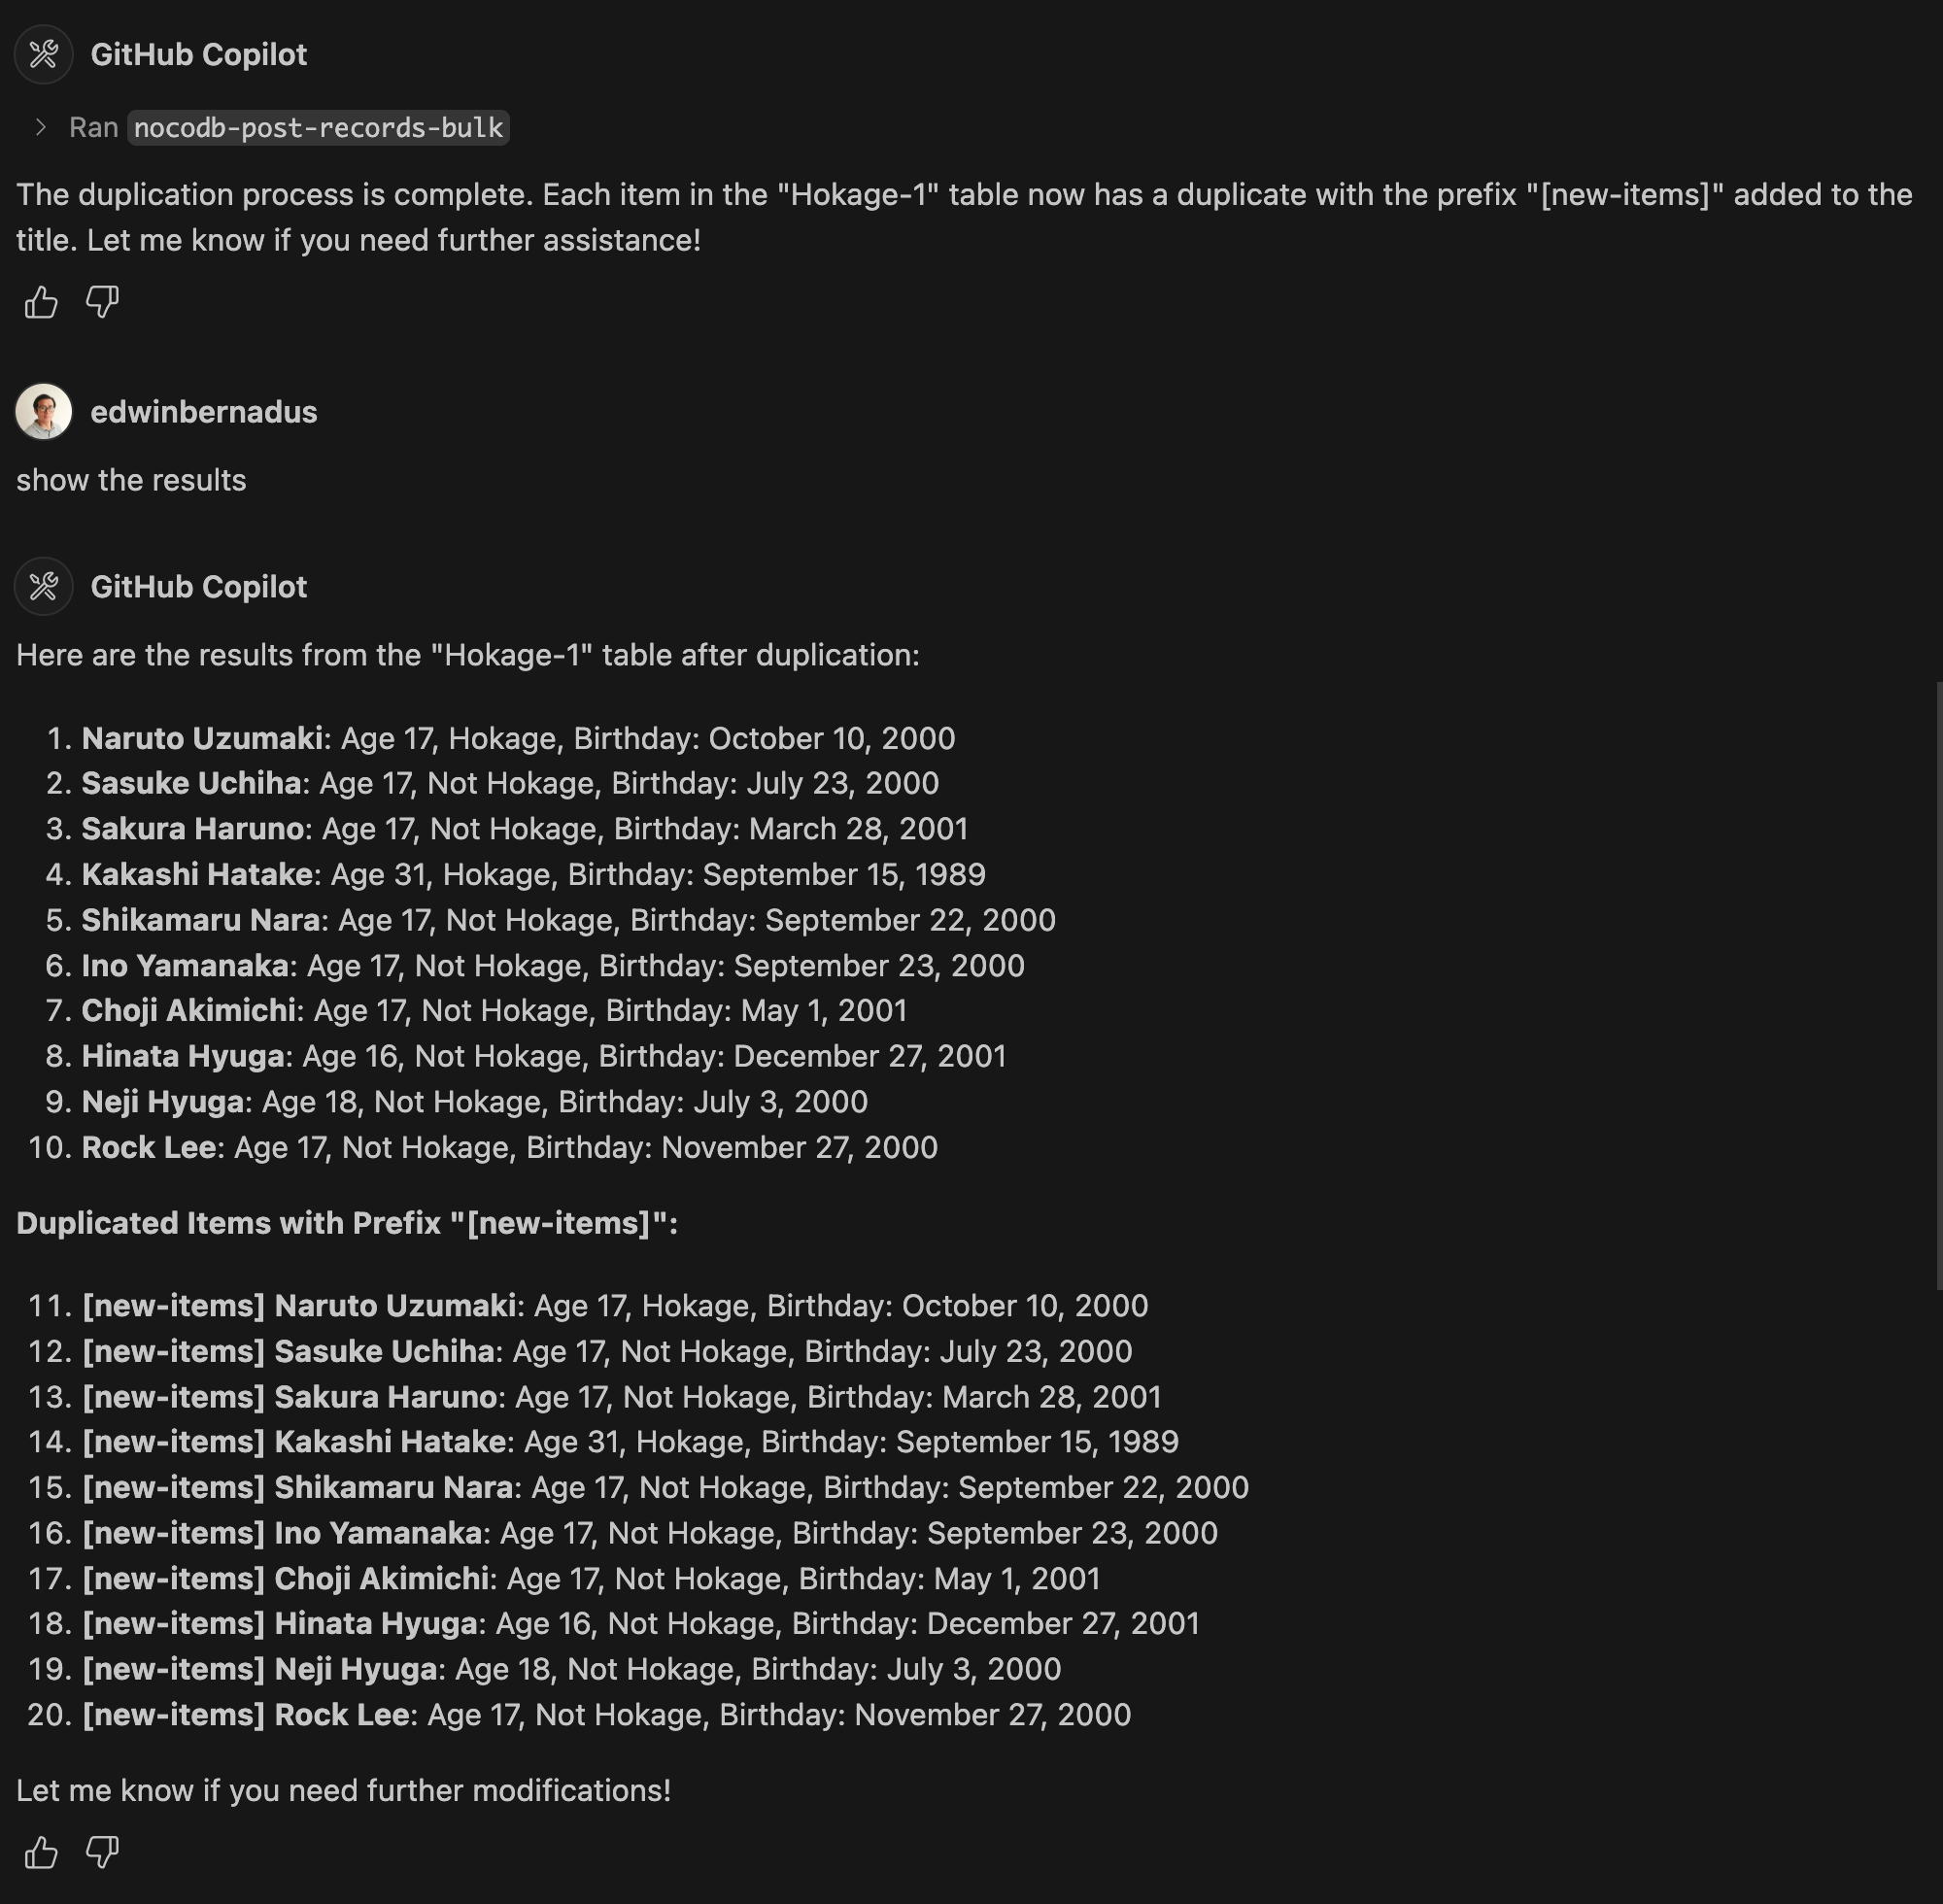 GitHub Copilot
Ran nocodb-post-records-bulk
The duplication process is complete. Each item in the "Hokage-1" table now has a duplicate with the prefix "[new-items]" added to the
title. Let me know if you need further assistance!
edwinbernadus
show the results
GitHub Copilot
Here are the results from the "Hokage-1" table after duplication:
1. Naruto Uzumaki: Age 17, Hokage, Birthday: October 10, 2000
2. Sasuke Uchiha: Age 17, Not Hokage, Birthday: July 23, 2000
3. Sakura Haruno: Age 17, Not Hokage, Birthday: March 28, 2001
4. Kakashi Hatake: Age 31, Hokage, Birthday: September 15, 1989
5. Shikamaru Nara: Age 17, Not Hokage, Birthday: September 22, 2000
6. Ino Yamanaka: Age 17, Not Hokage, Birthday: September 23, 2000
7. Choji Akimichi: Age 17, Not Hokage, Birthday: May 1, 2001
8. Hinata Hyuga: Age 16, Not Hokage, Birthday: December 27, 2001
9. Neji Hyuga: Age 18, Not Hokage, Birthday: July 3, 2000
10. Rock Lee: Age 17, Not Hokage, Birthday: November 27, 2000
Duplicated Items with Prefix "[new-items]":
11. [new-items] Naruto Uzumaki: Age 17, Hokage, Birthday: October 10, 2000
12. [new-items] Sasuke Uchiha: Age 17, Not Hokage, Birthday: July 23, 2000
13. [new-items] Sakura Haruno: Age 17, Not Hokage, Birthday: March 28, 2001
14. [new-items] Kakashi Hatake: Age 31, Hokage, Birthday: September 15, 1989
15. [new-items] Shikamaru Nara: Age 17, Not Hokage, Birthday: September 22, 2000
16. [new-items] Ino Yamanaka: Age 17, Not Hokage, Birthday: September 23, 2000
17. [new-items] Choji Akimichi: Age 17, Not Hokage, Birthday: May 1, 2001
18. [new-items] Hinata Hyuga: Age 16, Not Hokage, Birthday: December 27, 2001
19. [new-items] Neji Hyuga: Age 18, Not Hokage, Birthday: July 3, 2000
20. [new-items] Rock Lee: Age 17, Not Hokage, Birthday: November 27, 2000
Let me know if you need further modifications!